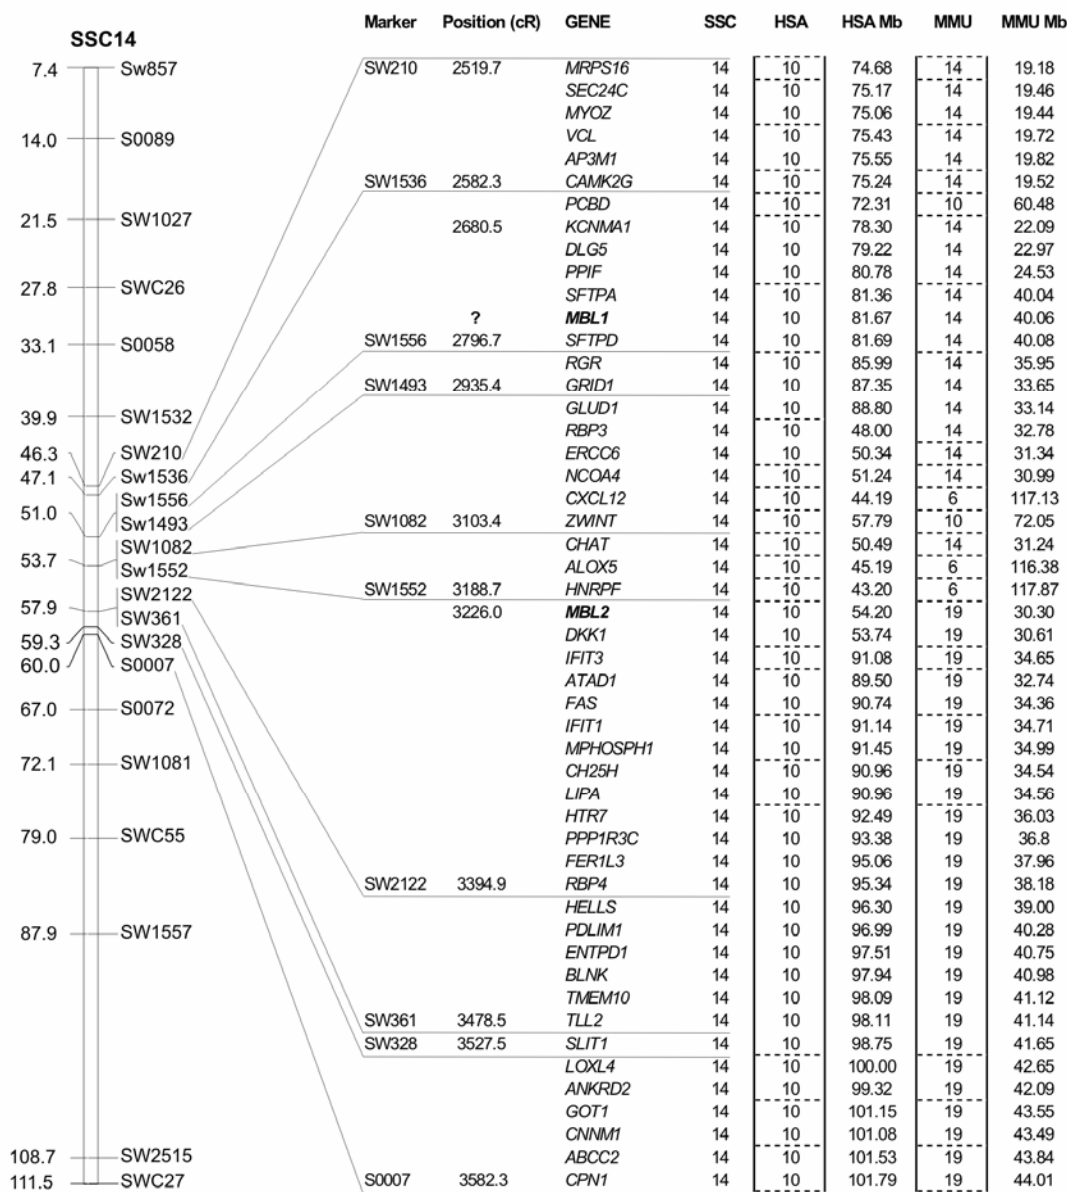 SSC14
7.4 Sw857
14.0 S0089
21.5 SW1027
27.8 SWC26
33.1 S0058
39.9 SW1532
46.3 SW210
47.1 Sw1536
Sw1556
51.0
Sw1493
SW1082
53.7
Sw1552
SW2122
57.9
SW361
59.3 SW328
60.0 S0007
67.0 S0072
72.1 SW1081
79.0 SWC55
87.9 SW1557
108.7 SW2515
111.5 SWC27
Marker Position (cR) GENE SSC HSA HSA Mb MMU MMU Mb
SW210 2519.7 MRPS16 14 10 74.68 14 19.18
SEC24C 14 10 75.17 14 19.46
MYOZ 14 10 75.06 14 19.44
VCL 14 10 75.43 14 19.72
AP3M1 14 10 75.55 14 19.82
SW1536 2582.3 CAMK2G 14 10 75.24 14 19.52
PCBD 14 10 72.31 10 60.48
2680.5 KCNMA1 14 10 78.30 14 22.09
DLG5 14 10 79.22 14 22.97
PPIF 14 10 80.78 14 24.53
SFTPA 14 10 81.36 14 40.04
? MBL1 14 10 81.67 14 40.06
SW1556 2796.7 SFTPD 14 10 81.69 14 40.08
RGR 14 10 85.99 14 35.95
SW1493 2935.4 GRID1 14 10 87.35 14 33.65
GLUD1 14 10 88.80 14 33.14
RBP3 14 10 48.00 14 32.78
ERCC6 14 10 50.34 14 31.34
NCOA4 14 10 51.24 14 30.99
CXCL12 14 10 44.19 6 117.13
SW1082 3103.4 ZWINT 14 10 57.79 10 72.05
CHAT 14 10 50.49 14 31.24
ALOX5 14 10 45.19 6 116.38
SW1552 3188.7 HNRPF 14 10 43.20 6 117.87
3226.0 MBL2 14 10 54.20 19 30.30
DKK1 14 10 53.74 19 30.61
IFIT3 14 10 91.08 19 34.65
ATAD1 14 10 89.50 19 32.74
FAS 14 10 90.74 19 34.36
IFIT1 14 10 91.14 19 34.71
MPHOSPH1 14 10 91.45 19 34.99
CH25H 14 10 90.96 19 34.54
LIPA 14 10 90.96 19 34.56
HTR7 14 10 92.49 19 36.03
PPP1R3C 14 10 93.38 19 36.8
FER1L3 14 10 95.06 19 37.96
SW2122 3394.9 RBP4 14 10 95.34 19 38.18
HELLS 14 10 96.30 19 39.00
PDLIM1 14 10 96.99 19 40.28
ENTPD1 14 10 97.51 19 40.75
BLNK 14 10 97.94 19 40.98
TMEM10 14 10 98.09 19 41.12
SW361 3478.5 TLL2 14 10 98.11 19 41.14
SW328 3527.5 SLIT1 14 10 98.75 19 41.65
LOXL4 14 10 100.00 19 42.65
ANKRD2 14 10 99.32 19 42.09
GOT1 14 10 101.15 19 43.55
CNNM1 14 10 101.08 19 43.49
ABCC2 14 10 101.53 19 43.84
S0007 3582.3 CPN1 14 10 101.79 19 44.01